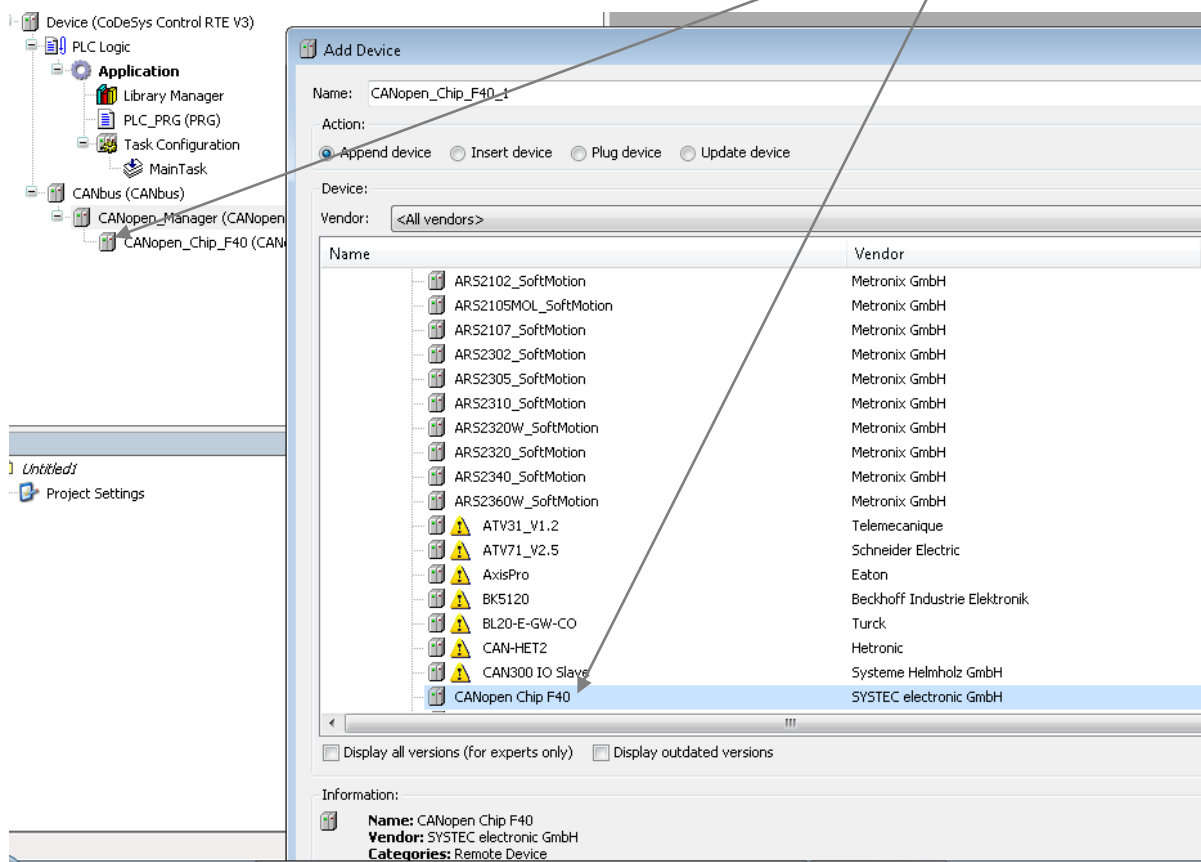 Device (CoDeSys Control RTE V3)
PLC Logic
Application
Library Manager
PLC_PRG (PRG)
Task Configuration
MainTask
CANbus (CANbus)
CANopen_Manager (CANopen
CANopen_Chip_F40 (CAN
Untitled1
Project Settings
Add Device
Name: CANopen_Chip_F40_1
Action:
Append device Insert device Plug device Update device
Device:
Vendor: <All vendors>
Name Vendor
ARS2102_SoftMotion Metronix GmbH
ARS2105MOL_SoftMotion Metronix GmbH
ARS2107_SoftMotion Metronix GmbH
ARS2302_SoftMotion Metronix GmbH
ARS2305_SoftMotion Metronix GmbH
ARS2310_SoftMotion Metronix GmbH
ARS2320W_SoftMotion Metronix GmbH
ARS2320_SoftMotion Metronix GmbH
ARS2340_SoftMotion Metronix GmbH
ARS2360W_SoftMotion Metronix GmbH
ATV31_V1.2 Telemecanique
ATV71_V2.5 Schneider Electric
AxisPro Eaton
BK5120 Beckhoff Industrie Elektronik
BL20-E-GW-CO Turck
CAN-HET2 Hetronic
CAN300 IO Slave Systeme Helmholz GmbH
CANopen Chip F40 SYSTEC electronic GmbH
Display all versions (for experts only) Display outdated versions
Information:
Name: CANopen Chip F40
Vendor: SYSTEC electronic GmbH
Categories: Remote Device